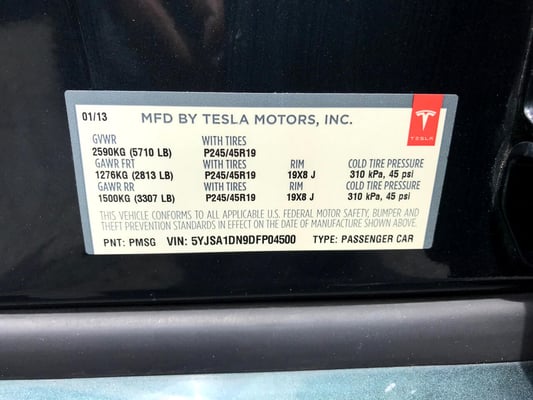 01/13 MFD BY TESLA MOTORS, INC.
TESLA
GVWR WITH TIRES
2590KG (5710 LB) P245/45R19
GAWR FRT WITH TIRES RIM COLD TIRE PRESSURE
1276KG (2813 LB) P245/45R19 19X8 J 310 kPa, 45 psi
GAWR RR WITH TIRES RIM COLD TIRE PRESSURE
1500KG (3307 LB) P245/45R19 19X8 J 310 kPa, 45 psi
THIS VEHICLE CONFORMS TO ALL APPLICABLE U.S. FEDERAL MOTOR SAFETY, BUMPER AND
THEFT PREVENTION STANDARDS IN EFFECT ON THE DATE OF MANUFACTURE SHOWN ABOVE.
PNT: PMSG VIN: 5YJSA1DN9DFP04500 TYPE: PASSENGER CAR